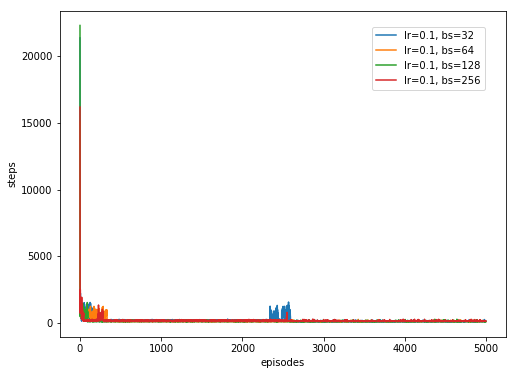 lr=0.1, bs=32
lr=0.1, bs=64
lr=0.1, bs=128
lr=0.1, bs=256
steps
20000
15000
10000
5000
0
0 1000 2000 3000 4000 5000
episodes